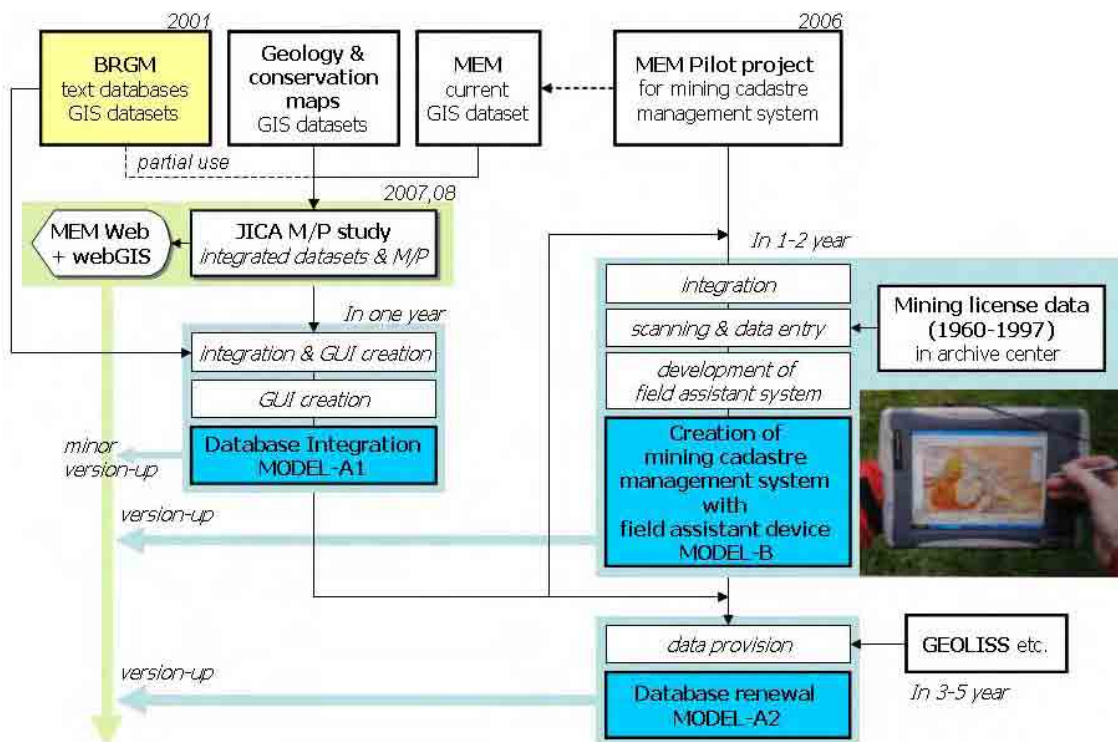 2001
BRGM
text databases
GIS datasets
Geology &
conservation
maps
GIS datasets
MEM
current
GIS dataset
2006
MEM Pilot project
for mining cadastre
management system
partial use
2007,08
MEM Web
+ webGIS
JICA M/P study
integrated datasets & M/P
In one year
integration & GUI creation
GUI creation
Database Integration
MODEL-A1
minor
version-up
version-up
In 1-2 year
integration
scanning & data entry
development of
field assistant system
Creation of
mining cadastre
management system
with
field assistant device
MODEL-B
Mining license data
(1960-1997)
in archive center
data provision
Database renewal
MODEL-A2
GEOLISS etc.
In 3-5 year
version-up